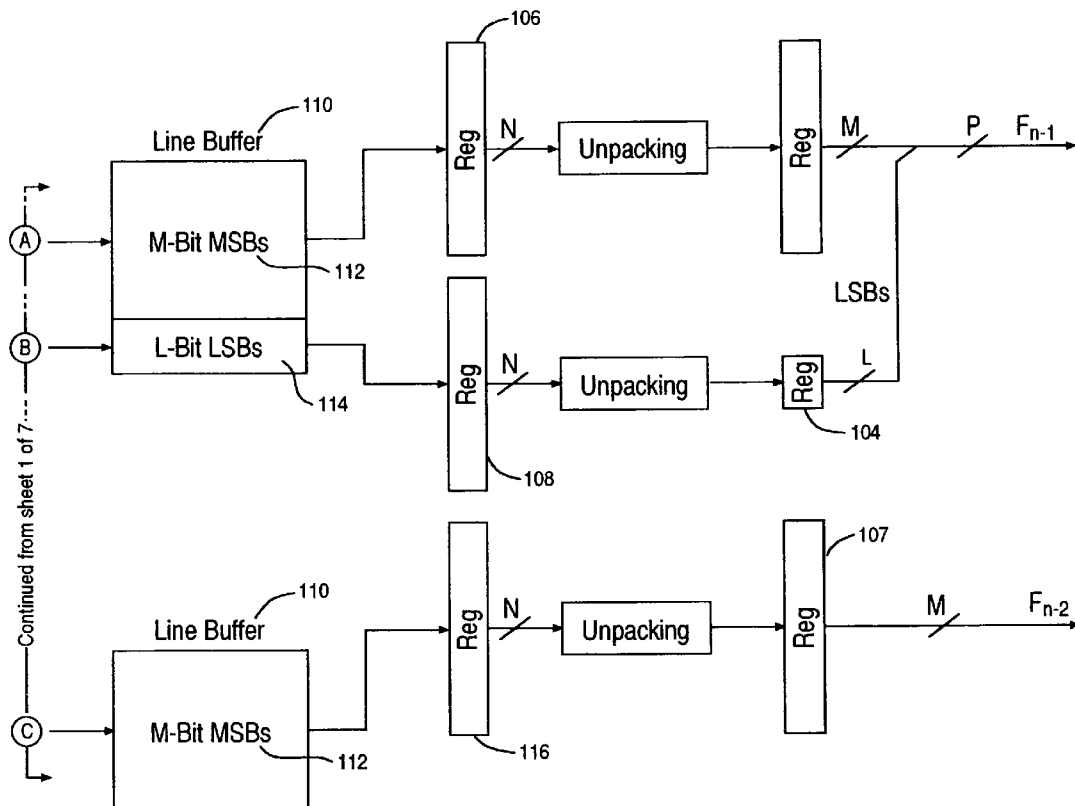 106
110
Line Buffer
Reg
N
Unpacking
Reg
M
P
Fn-1
A
M-Bit MSBs
112
LSBs
B
L-Bit LSBs
114
Reg
N
Unpacking
Reg
L
104
108
Continued from sheet 1 of 7
107
110
Line Buffer
Reg
N
Unpacking
Reg
M
Fn-2
C
M-Bit MSBs
112
116